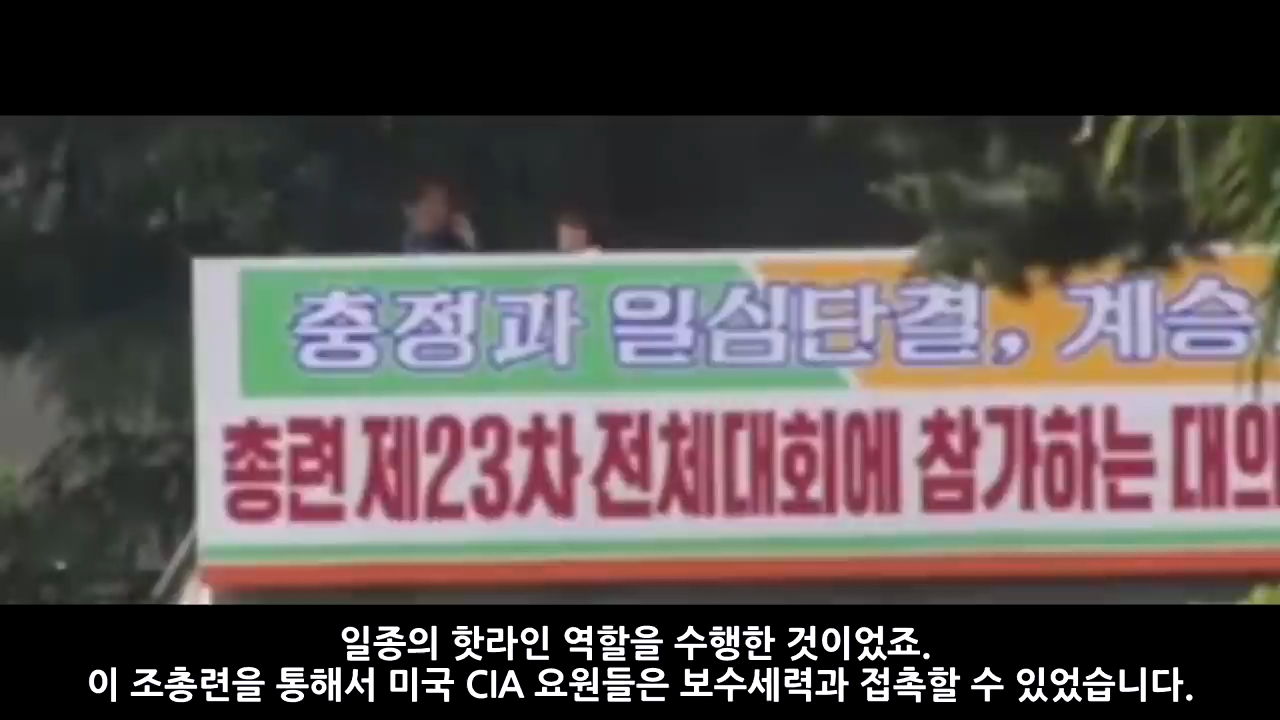 충정과 일심단결, 계승
총련 제23차 전체대회에 참가하는
일종의 핫라인 역할을 수행한 것이었죠.
이 조총련을 통해서 미국 CIA 요원들은 보수세력과 접촉할 수 있었습니다.